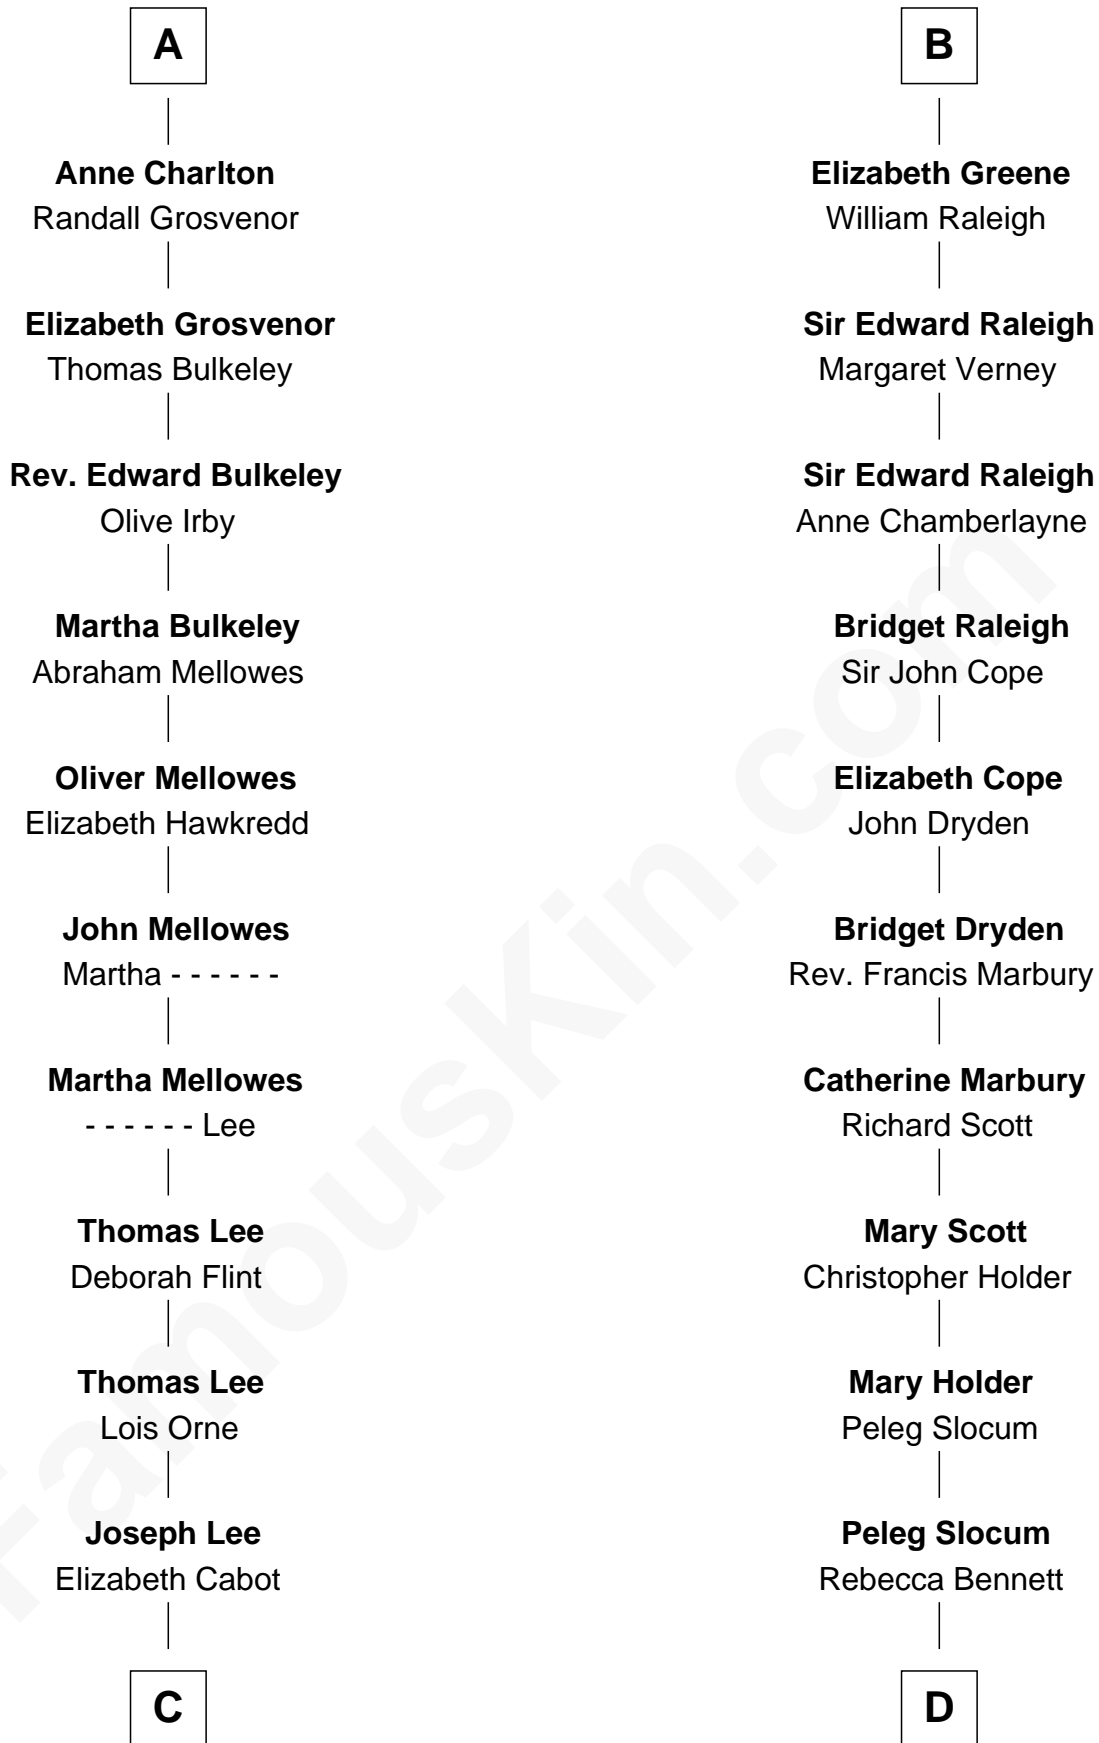 A
Anne Charlton
Randall Grosvenor
Elizabeth Grosvenor
Thomas Bulkeley
Rev. Edward Bulkeley
Olive Irby
Martha Bulkeley
Abraham Mellowes
Oliver Mellowes
Elizabeth Hawkredd
John Mellowes
Martha - - - - - -
Martha Mellowes
- - - - - - Lee
Thomas Lee
Deborah Flint
Thomas Lee
Lois Orne
Joseph Lee
Elizabeth Cabot
C
B
Elizabeth Greene
William Raleigh
Sir Edward Raleigh
Margaret Verney
Sir Edward Raleigh
Anne Chamberlayne
Bridget Raleigh
Sir John Cope
Elizabeth Cope
John Dryden
Bridget Dryden
Rev. Francis Marbury
Catherine Marbury
Richard Scott
Mary Scott
Christopher Holder
Mary Holder
Peleg Slocum
Peleg Slocum
Rebecca Bennett
D
FamousKin.com